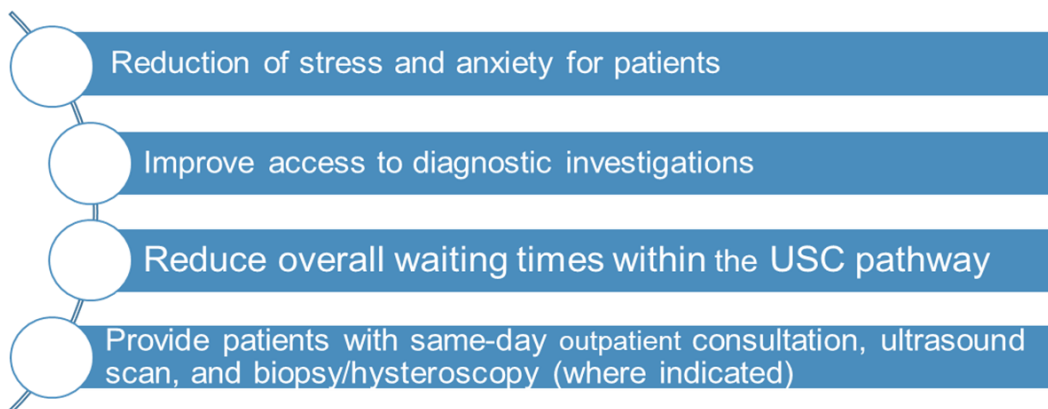 Reduction of stress and anxiety for patients
Improve access to diagnostic investigations
Reduce overall waiting times within the USC pathway
Provide patients with same-day outpatient consultation, ultrasound
scan, and biopsy/hysteroscopy (where indicated)